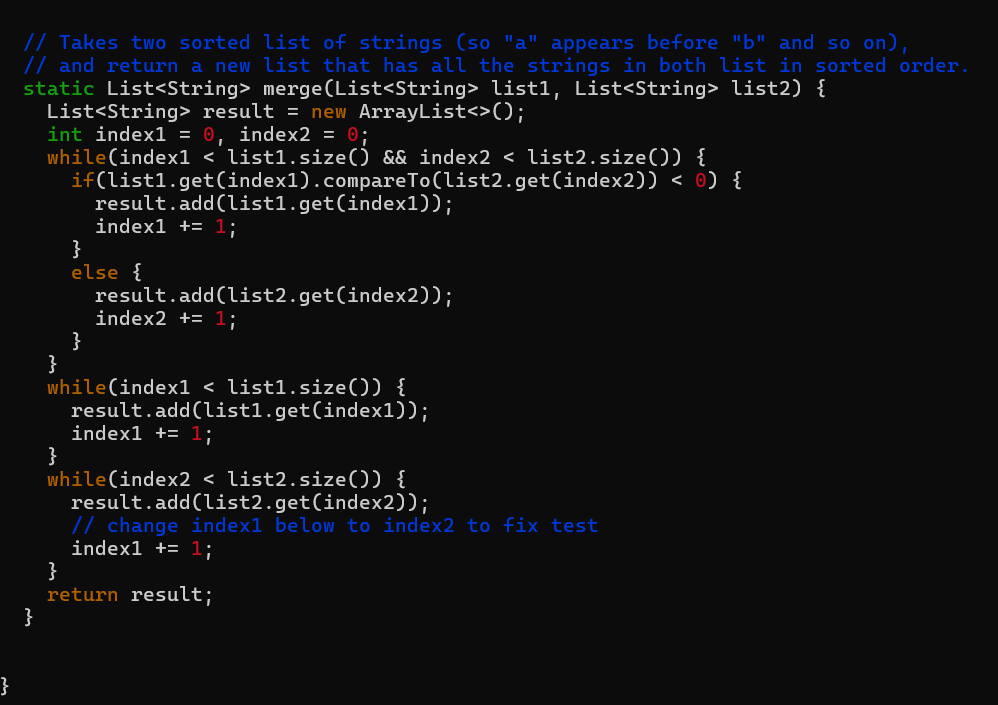 // Takes two sorted list of strings (so "a" appears before "b" and so on),
// and return a new list that has all the strings in both list in sorted order.
static List<String> merge(List<String> list1, List<String> list2) {
List<String> result = new ArrayList<>();
int index1 = 0, index2 = 0;
while(index1 < list1.size() && index2 < list2.size()) {
if(list1.get(index1).compareTo(list2.get(index2)) < 0) {
result.add(list1.get(index1));
index1 += 1;
}
else {
result.add(list2.get(index2));
index2 += 1;
}
}
while(index1 < list1.size()) {
result.add(list1.get(index1));
index1 += 1;
}
while(index2 < list2.size()) {
result.add(list2.get(index2));
// change index1 below to index2 to fix test
index1 += 1;
}
return result;
}
}